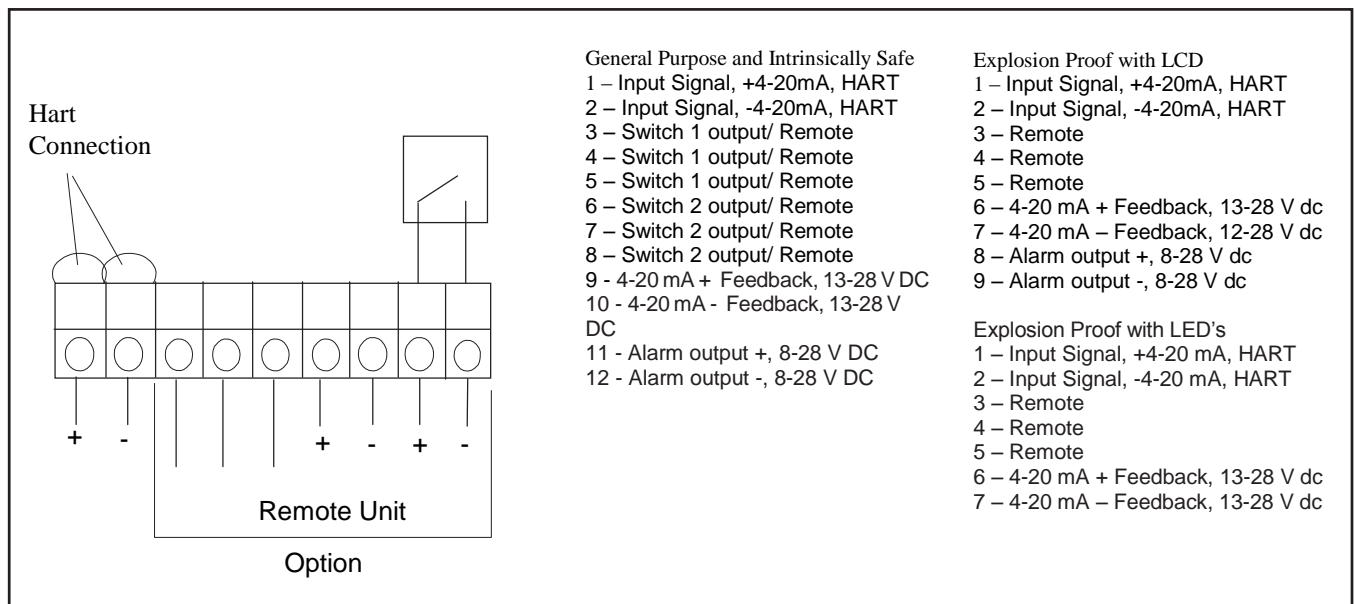 Hart
Connection
+ - + - + -
Remote Unit
Option
General Purpose and Intrinsically Safe
1 – Input Signal, +4-20mA, HART
2 – Input Signal, -4-20mA, HART
3 – Switch 1 output/ Remote
4 – Switch 1 output/ Remote
5 – Switch 1 output/ Remote
6 – Switch 2 output/ Remote
7 – Switch 2 output/ Remote
8 – Switch 2 output/ Remote
9 - 4-20 mA + Feedback, 13-28 V DC
10 - 4-20 mA - Feedback, 13-28 V
DC
11 - Alarm output +, 8-28 V DC
12 - Alarm output -, 8-28 V DC
Explosion Proof with LCD
1 – Input Signal, +4-20mA, HART
2 – Input Signal, -4-20mA, HART
3 – Remote
4 – Remote
5 – Remote
6 – 4-20 mA + Feedback, 13-28 V dc
7 – 4-20 mA – Feedback, 12-28 V dc
8 – Alarm output +, 8-28 V dc
9 – Alarm output -, 8-28 V dc
Explosion Proof with LED's
1 – Input Signal, +4-20 mA, HART
2 – Input Signal, -4-20 mA, HART
3 – Remote
4 – Remote
5 – Remote
6 – 4-20 mA + Feedback, 13-28 V dc
7 – 4-20 mA – Feedback, 13-28 V dc